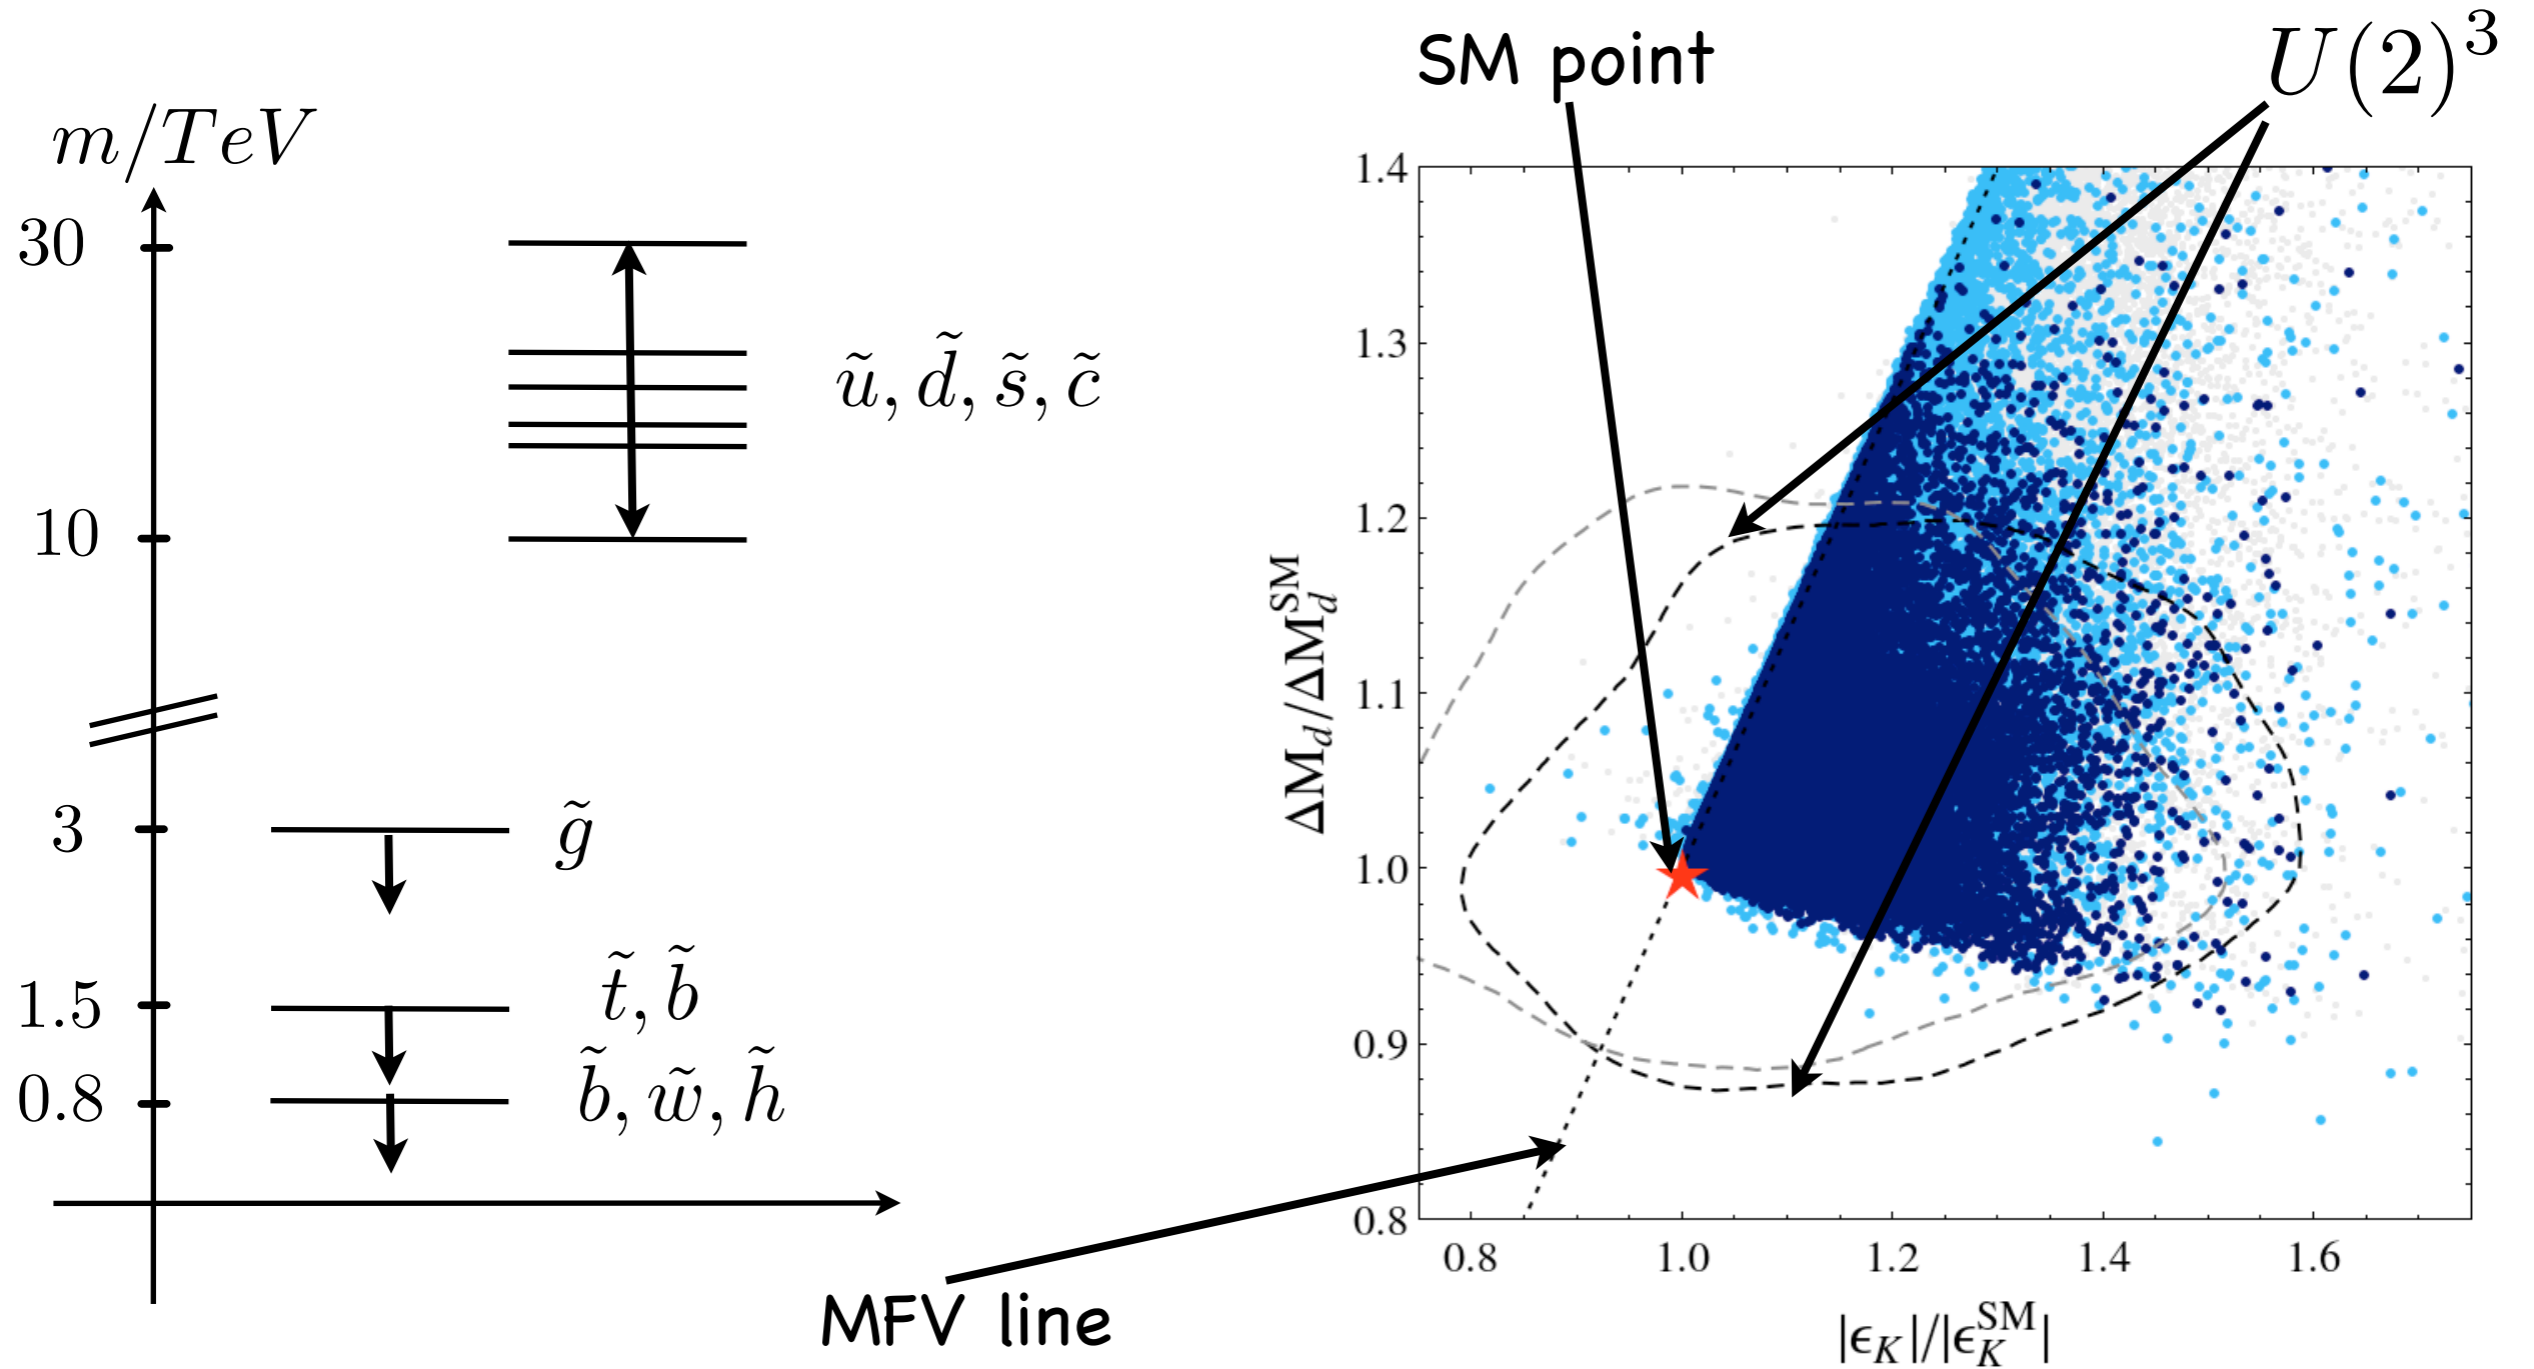 m/TeV
30
10
3
1.5
0.8
ũ, d̃, s̃, c̃
g̃
t̃, b̃
b̃, w̃, h̃
SM point
U(2)³
MFV line
1.4
1.3
1.2
1.1
1.0
0.9
0.8
ΔM_d/ΔM_d^SM
0.8 1.0 1.2 1.4 1.6
|ϵ_K|/|ϵ_K^SM|